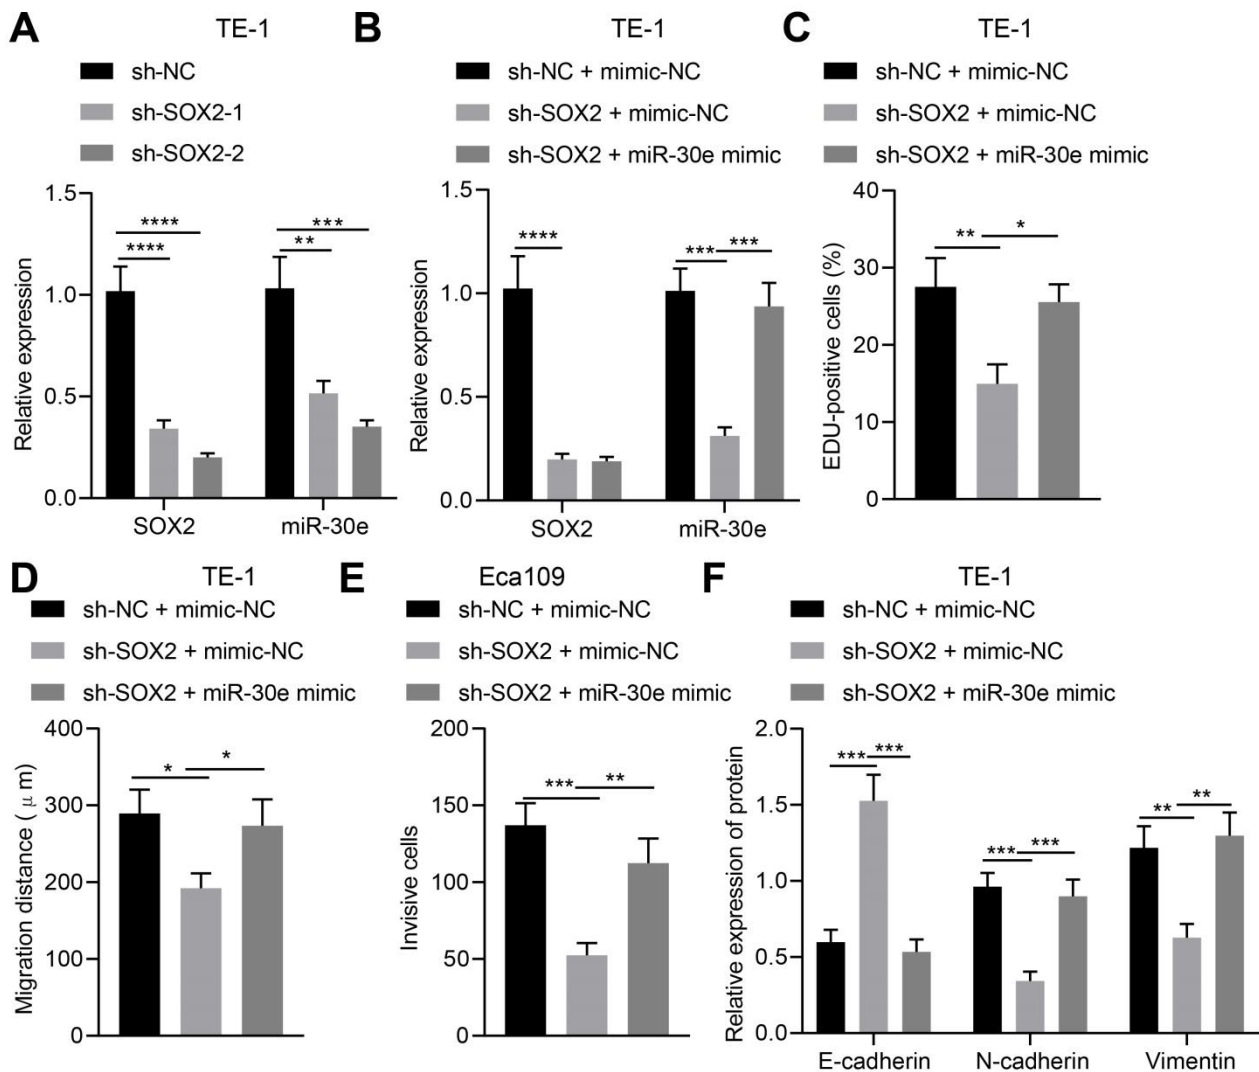 A
TE-1
sh-NC
sh-SOX2-1
sh-SOX2-2
Relative expression
1.5
1.0
0.5
0.0
****
****
***
**
SOX2
miR-30e
B
TE-1
sh-NC + mimic-NC
sh-SOX2 + mimic-NC
sh-SOX2 + miR-30e mimic
Relative expression
1.5
1.0
0.5
0.0
****
***
***
SOX2
miR-30e
C
TE-1
sh-NC + mimic-NC
sh-SOX2 + mimic-NC
sh-SOX2 + miR-30e mimic
EDU-positive cells (%)
40
30
20
10
0
**
*
D
TE-1
sh-NC + mimic-NC
sh-SOX2 + mimic-NC
sh-SOX2 + miR-30e mimic
Migration distance ( μ m)
400
300
200
100
0
*
*
E
Eca109
sh-NC + mimic-NC
sh-SOX2 + mimic-NC
sh-SOX2 + miR-30e mimic
Invisive cells
200
150
100
50
0
***
**
F
TE-1
sh-NC + mimic-NC
sh-SOX2 + mimic-NC
sh-SOX2 + miR-30e mimic
Relative expression of protein
2.0
1.5
1.0
0.5
0.0
***
***
***
***
**
**
E-cadherin
N-cadherin
Vimentin